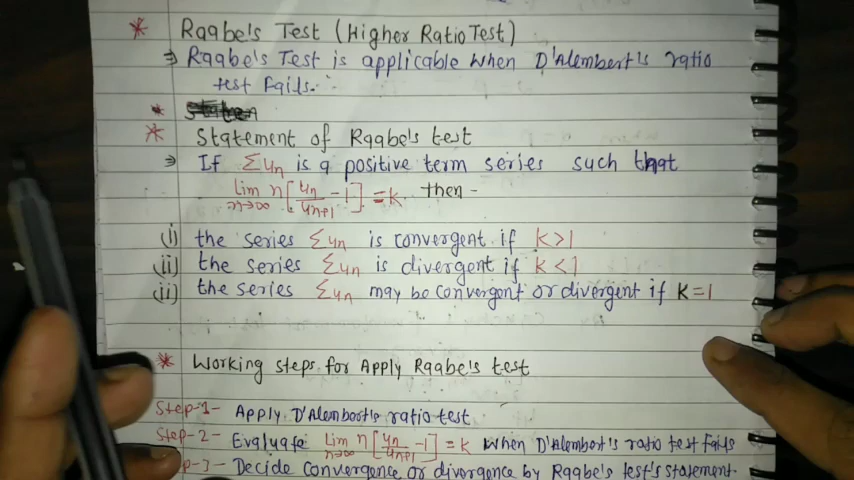 * Raabe's Test (Higher Ratio Test)
⇒ Raabe's Test is applicable when D'Alembert's ratio
test fails.
*
* Statement of Raabe's test
⇒ If Σun is a positive term series such that
lim n→∞ n[un/un+1 - 1] = k, then -
(i) the series Σun is convergent if k>1
(ii) the series Σun is divergent if k<1
(ii) the series Σun may be convergent or divergent if k=1
* Working steps for Apply Raabe's test
Step-1- Apply D'Alembert's ratio test
Step-2- Evaluate lim n→∞ n[un/un+1 -1]=k when D'Alembert's ratio test fails
p-3- Decide convergence or divergence by Raabe's test's statement.